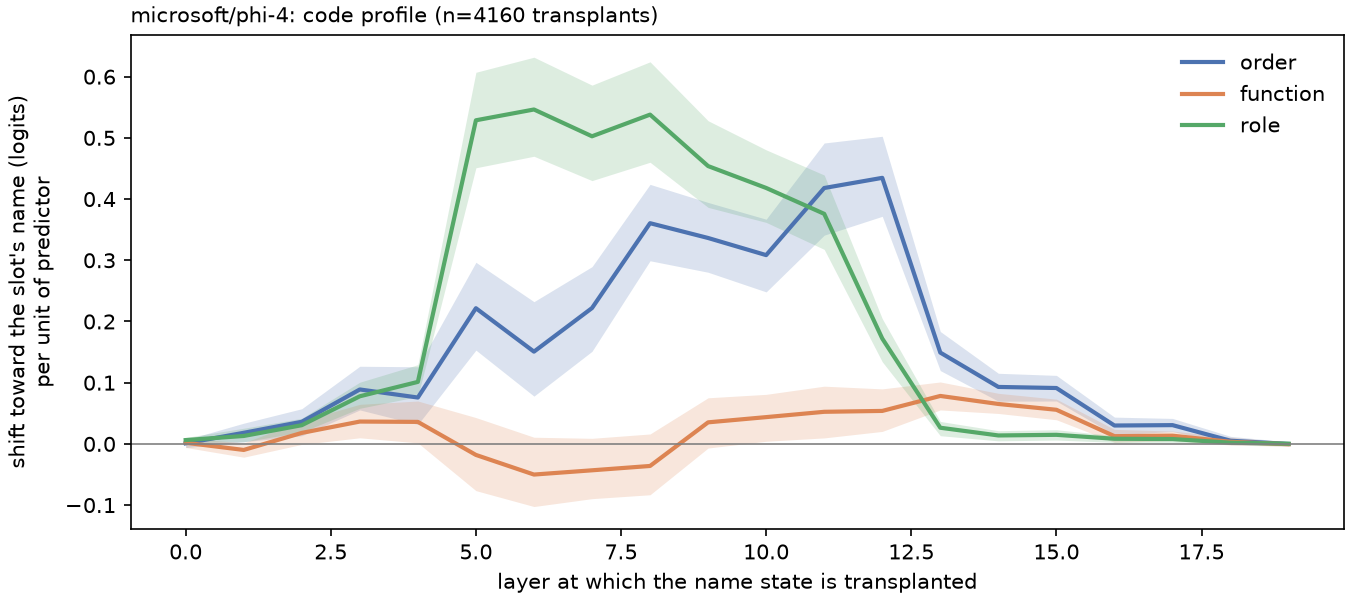 microsoft/phi-4: code profile (n=4160 transplants)
shift toward the slot's name (logits)
per unit of predictor
0.6
0.5
0.4
0.3
0.2
0.1
0.0
−0.1
order
function
role
0.0 2.5 5.0 7.5 10.0 12.5 15.0 17.5
layer at which the name state is transplanted